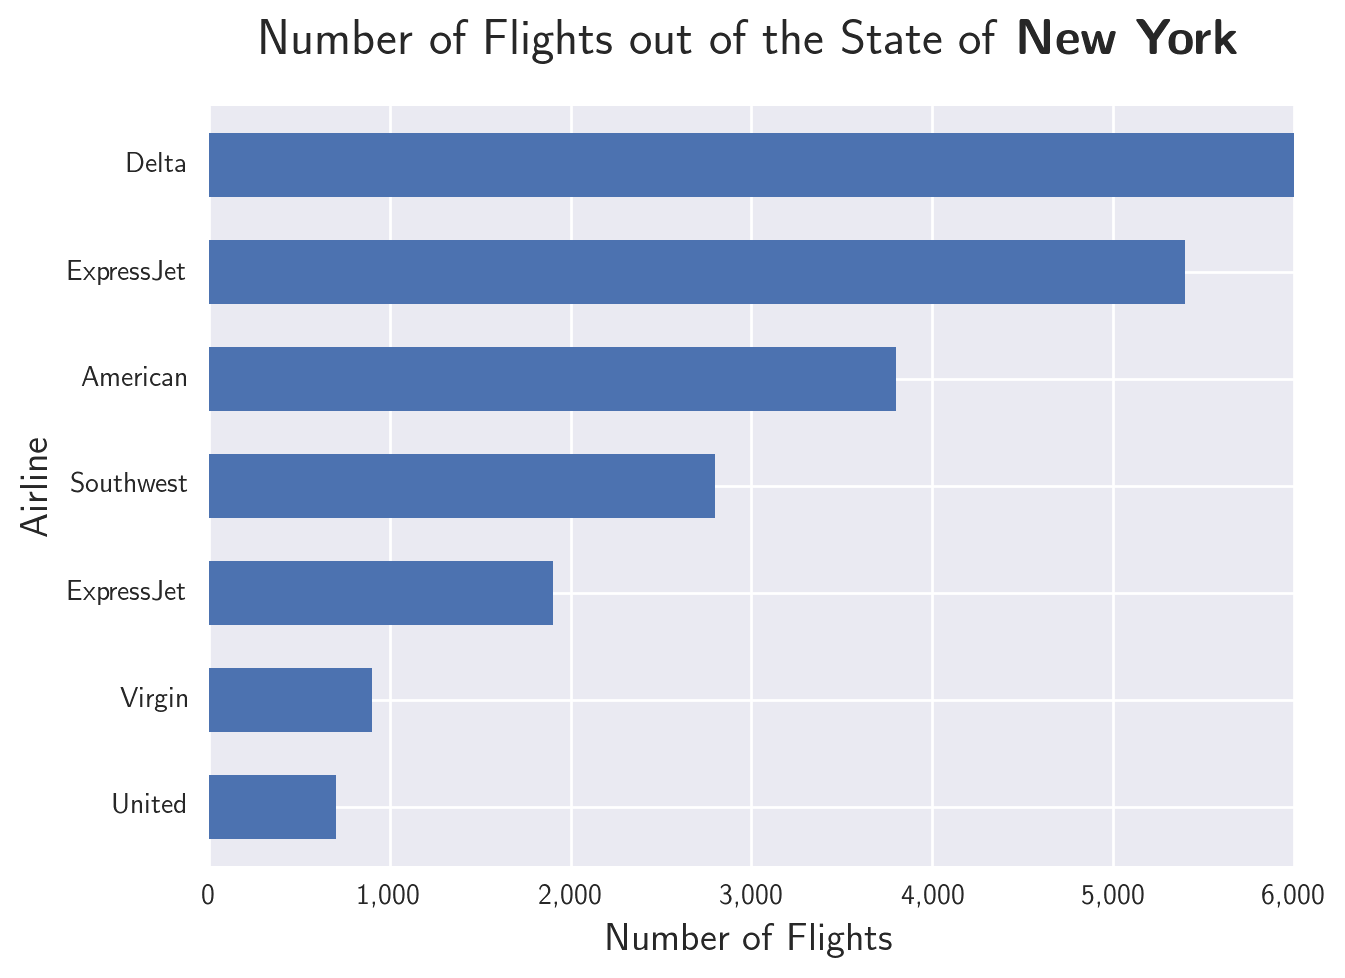 Number of Flights out of the State of New York
Delta
ExpressJet
American
Southwest
ExpressJet
Virgin
United
Airline
0 1,000 2,000 3,000 4,000 5,000 6,000
Number of Flights